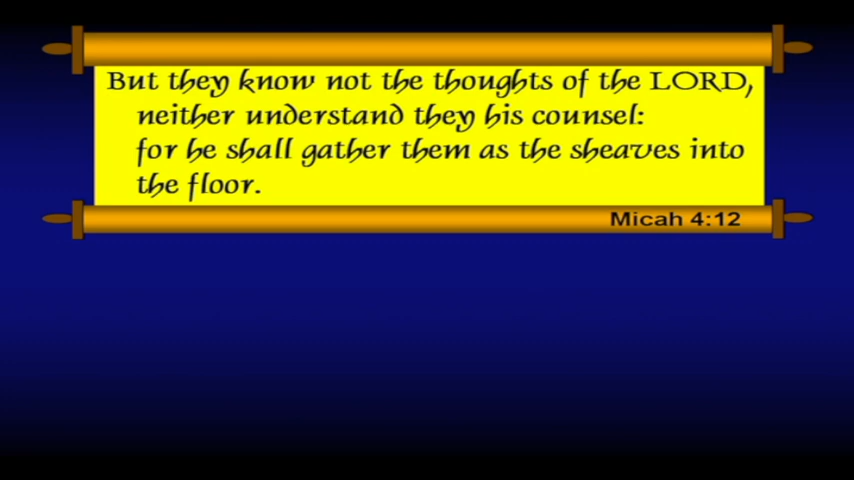 But they know not the thoughts of the LORD,
neither understand they his counsel:
for he shall gather them as the sheaves into
the floor.
Micah 4:12